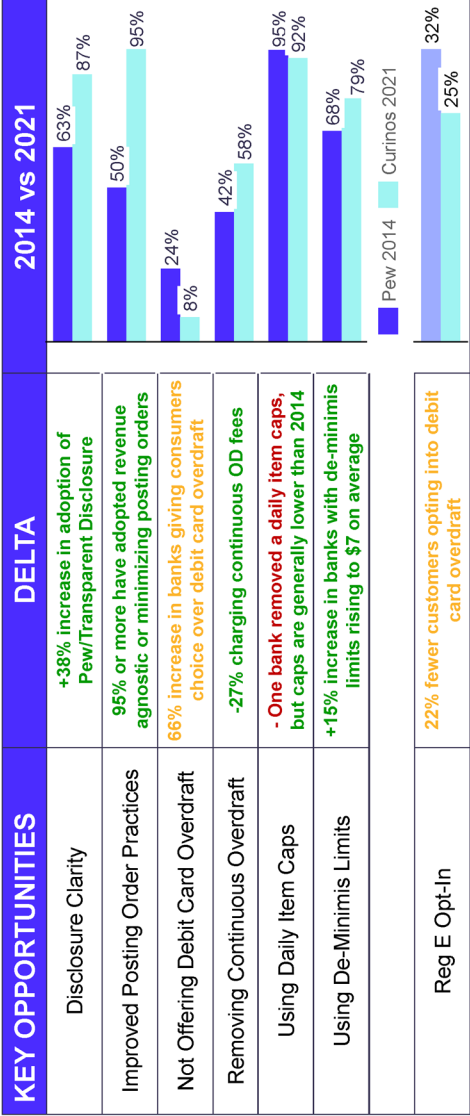 KEY OPPORTUNITIES
DELTA
2014 vs 2021
Disclosure Clarity
+38% increase in adoption of
Pew/Transparent Disclosure
63%
87%
Improved Posting Order Practices
95% or more have adopted revenue
agnostic or minimizing posting orders
50%
95%
Not Offering Debit Card Overdraft
66% increase in banks giving consumers
choice over debit card overdraft
24%
8%
Removing Continuous Overdraft
-27% charging continuous OD fees
42%
58%
Using Daily Item Caps
- One bank removed a daily item caps,
but caps are generally lower than 2014
95%
92%
Using De-Minimis Limits
+15% increase in banks with de-minimis
limits rising to $7 on average
68%
79%
Pew 2014
Curinos 2021
Reg E Opt-In
22% fewer customers opting into debit
card overdraft
32%
25%